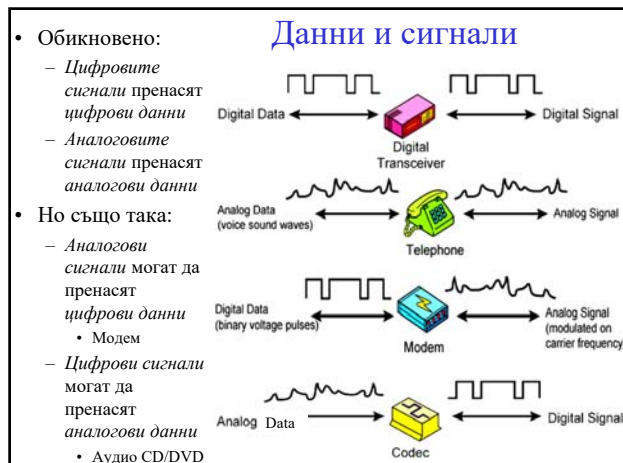 Данни и сигнали
• Обикновено:
– Цифровите
сигнали пренасят
цифрови данни
– Аналоговите
сигнали пренасят
аналогови данни
• Но също така:
– Аналогови
сигнали могат да
пренасят
цифрови данни
• Модем
– Цифрови сигнали
могат да
пренасят
аналогови данни
• Аудио CD/DVD
Digital Data
Digital Signal
Digital
Transceiver
Analog Data
(voice sound waves)
Analog Signal
Telephone
Digital Data
(binary voltage pulses)
Analog Signal
(modulated on
carrier frequency)
Modem
Analog Data
Digital Signal
Codec